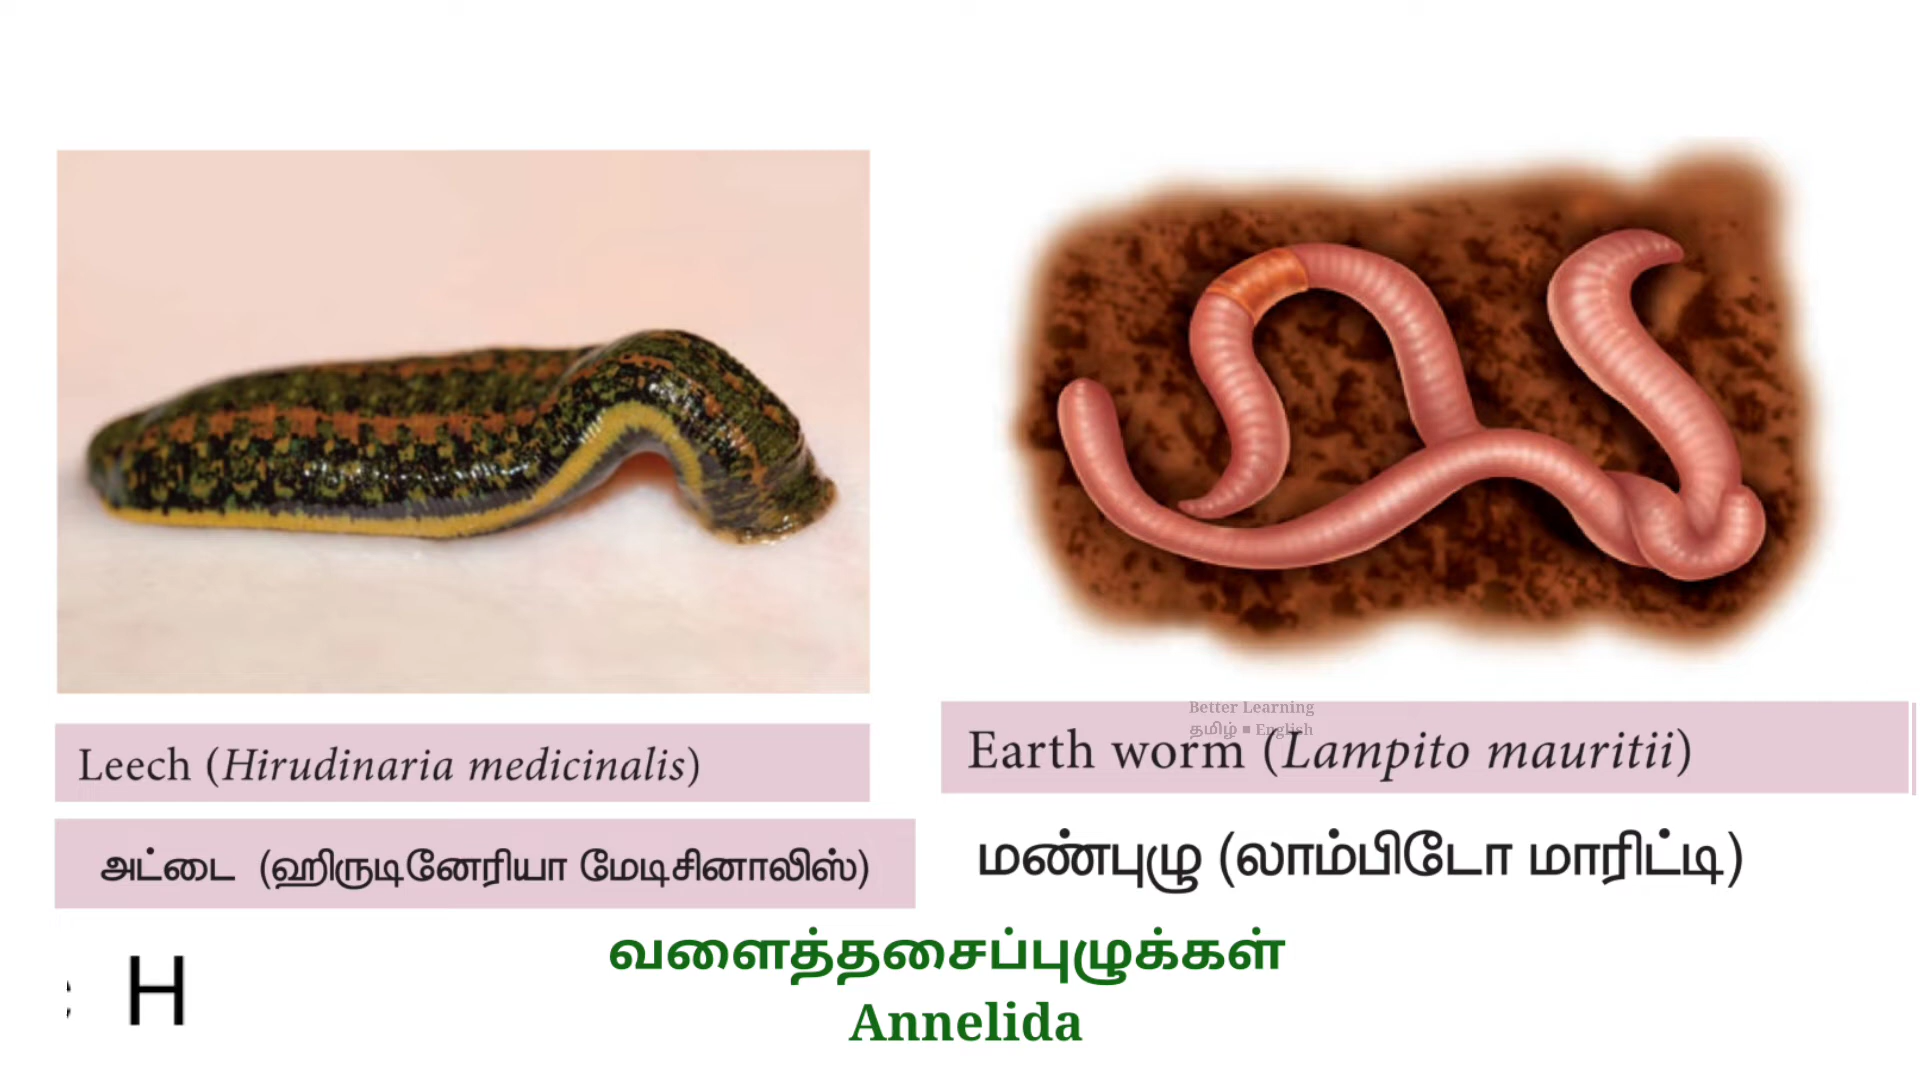 Leech (Hirudinaria medicinalis)
அட்டை (ஹிருடினேரியா மேடிசினாலிஸ்)
Better Learning
தமிழ் ▪ English
Earth worm (Lampito mauritii)
மண்புழு (லாம்பிடோ மாரிட்டி)
H
வளைத்தசைப்புழுக்கள்
Annelida